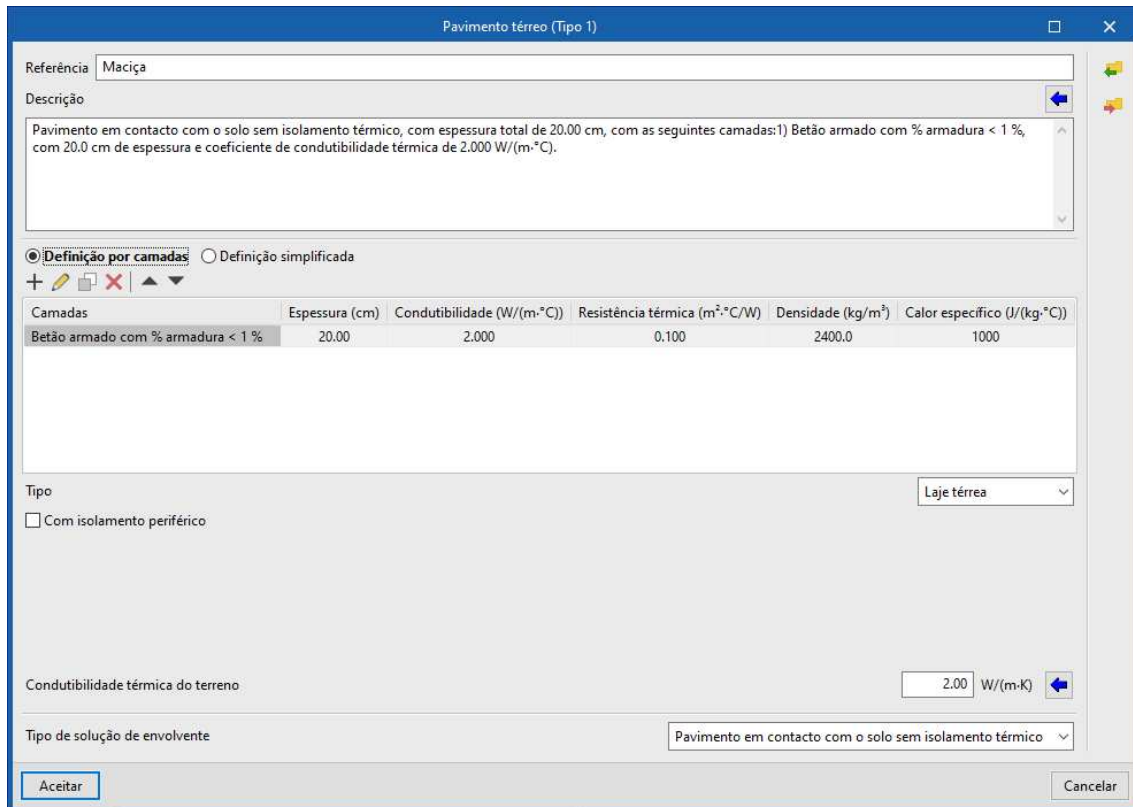 Pavimento térreo (Tipo 1)
Referência Maciça
Descrição
Pavimento em contacto com o solo sem isolamento térmico, com espessura total de 20.00 cm, com as seguintes camadas:1) Betão armado com % armadura < 1 %,
com 20.0 cm de espessura e coeficiente de condutibilidade térmica de 2.000 W/(m·°C).
Definição por camadas Definição simplificada
Camadas Espessura (cm) Condutibilidade (W/(m·°C)) Resistência térmica (m²·°C/W) Densidade (kg/m³) Calor específico (J/(kg·°C))
Betão armado com % armadura < 1 % 20.00 2.000 0.100 2400.0 1000
Tipo Laje térrea
Com isolamento periférico
Condutibilidade térmica do terreno 2.00 W/(m·K)
Tipo de solução de envolvente Pavimento em contacto com o solo sem isolamento térmico
Aceitar Cancelar